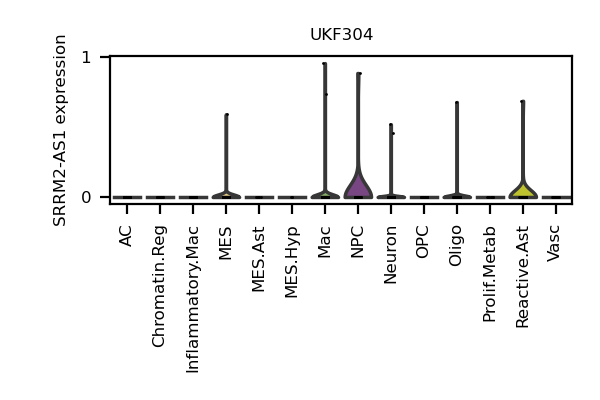 UKF304
SRRM2-AS1 expression
1
0
AC
Chromatin.Reg
Inflammatory.Mac
MES
MES.Ast
MES.Hyp
Mac
NPC
Neuron
OPC
Oligo
Prolif.Metab
Reactive.Ast
Vasc